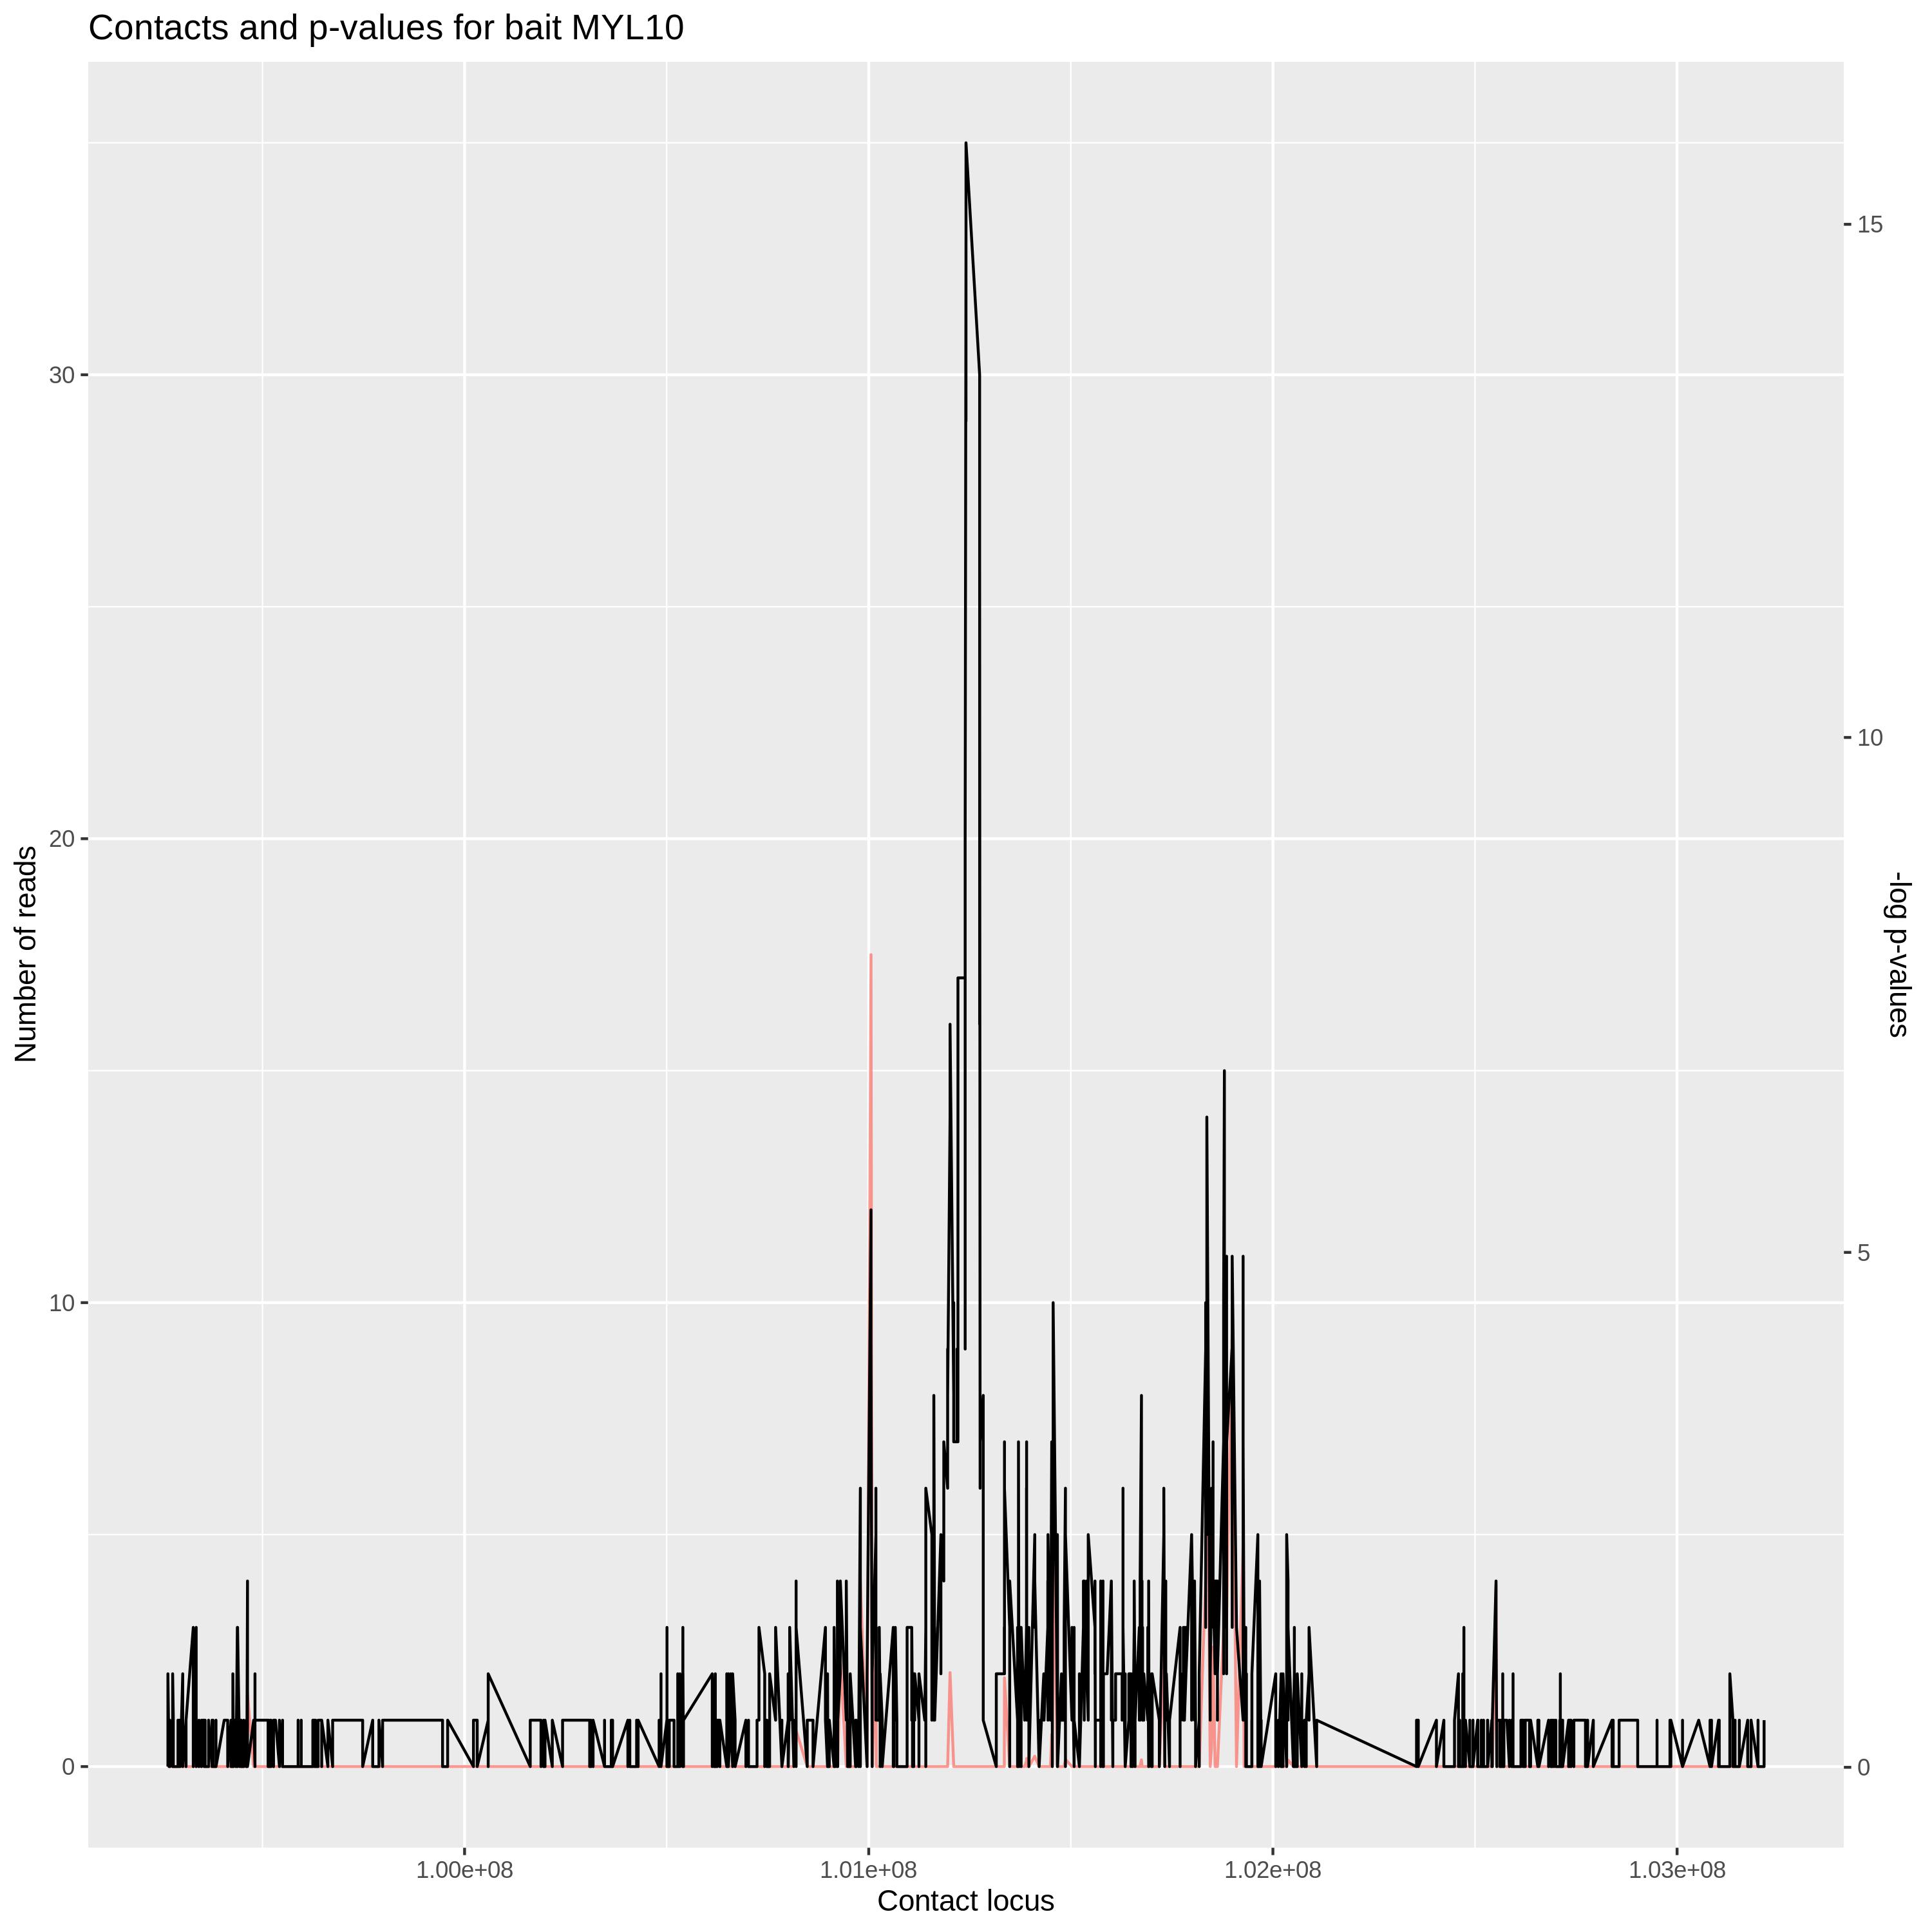 Contacts and p-values for bait MYL10
30
20
10
0
Number of reads
15
10
5
0
-log p-values
1.00e+08
1.01e+08
1.02e+08
1.03e+08
Contact locus